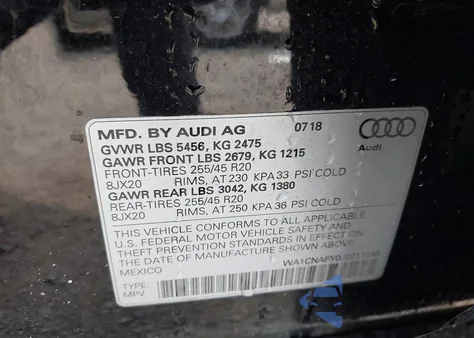 MFD. BY AUDI AG 0718
Audi
GVWR LBS 5456, KG 2475
GAWR FRONT LBS 2679, KG 1215
FRONT-TIRES 255/45 R20
8JX20 RIMS, AT 230 KPA 33 PSI COLD
GAWR REAR LBS 3042, KG 1380
REAR-TIRES 255/45 R20
8JX20 RIMS, AT 250 KPA 36 PSI COLD
THIS VEHICLE CONFORMS TO ALL APPLICABLE
U.S. FEDERAL MOTOR VEHICLE SAFETY AND
THEFT PREVENTION STANDARDS IN EFFECT ON
DATE OF MANUFACTURE SHOWN ABOVE
MEXICO
TYPE:
MPV